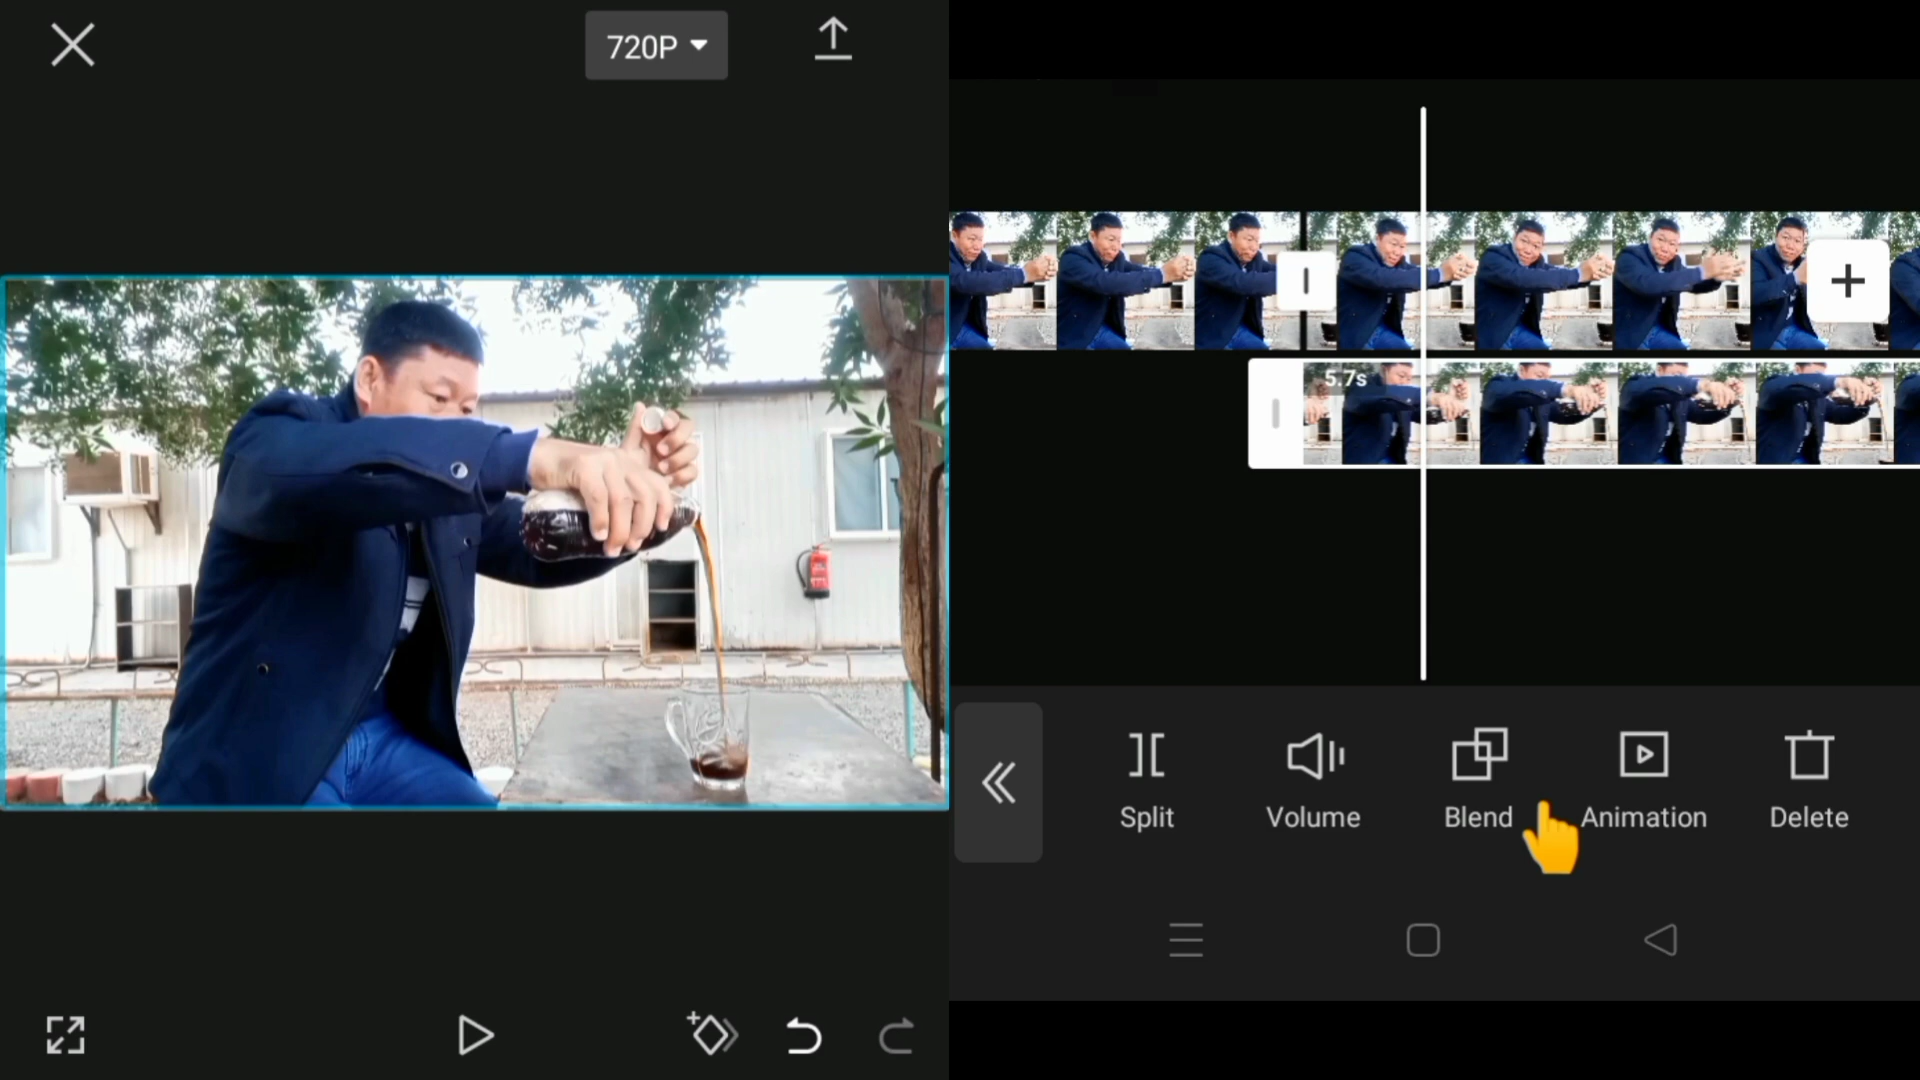 720P
5.7s
Split
Volume
Blend
Animation
Delete